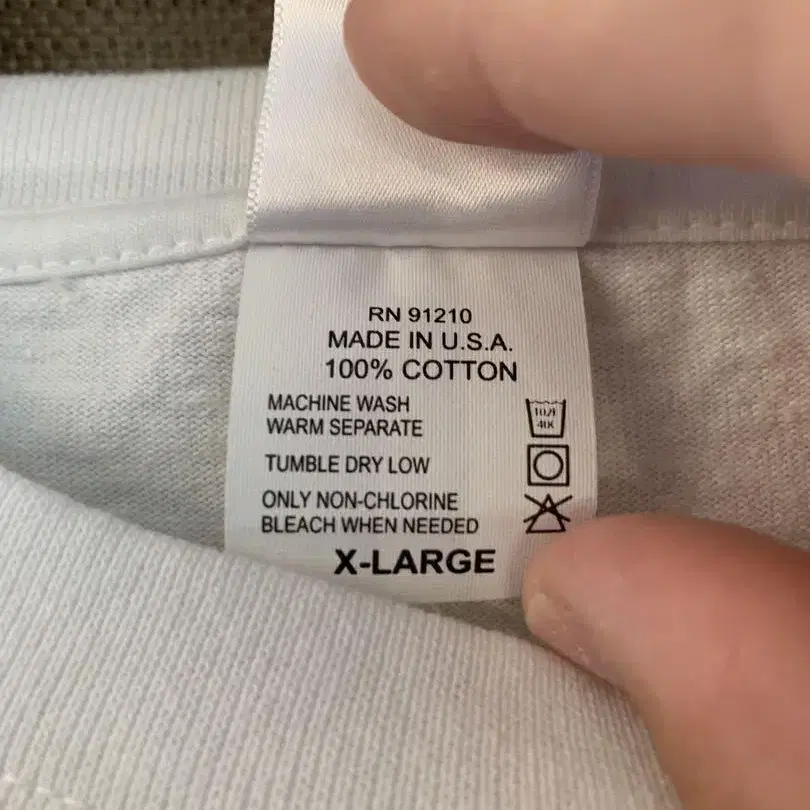 RN 91210
MADE IN U.S.A.
100% COTTON
MACHINE WASH
WARM SEPARATE
TUMBLE DRY LOW
ONLY NON-CHLORINE
BLEACH WHEN NEEDED
X-LARGE